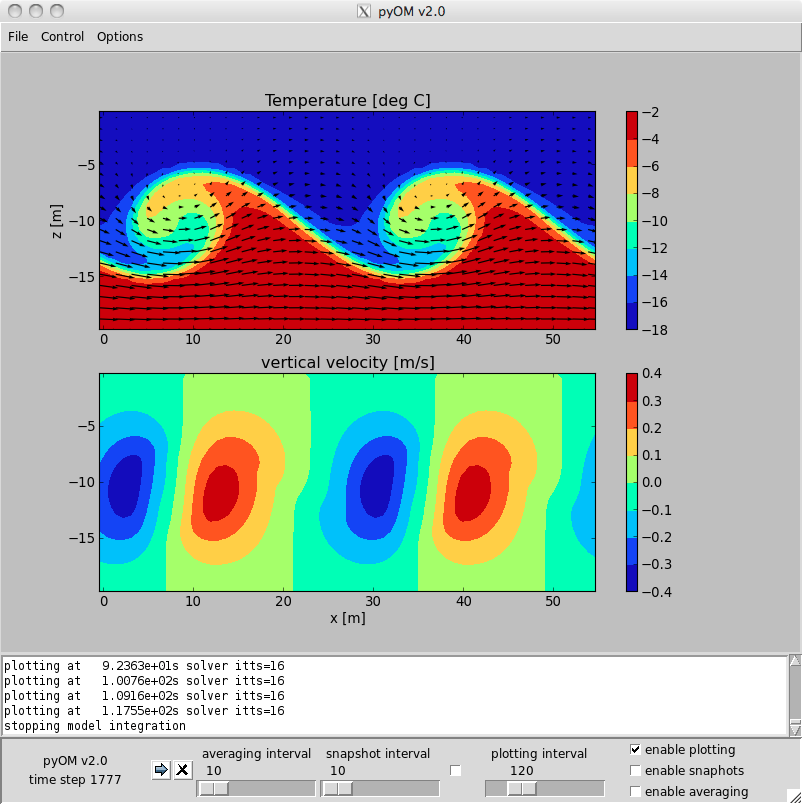 pyOM v2.0
File Control Options
Temperature [deg C]
z [m]
−5
−10
−15
0 10 20 30 40 50
−2
−4
−6
−8
−10
−12
−14
−16
−18
vertical velocity [m/s]
−5
−10
−15
0 10 20 30 40 50
x [m]
0.4
0.3
0.2
0.1
0.0
−0.1
−0.2
−0.3
−0.4
plotting at 9.2363e+01s solver itts=16
plotting at 1.0076e+02s solver itts=16
plotting at 1.0916e+02s solver itts=16
plotting at 1.1755e+02s solver itts=16
stopping model integration
pyOM v2.0
time step 1777
averaging interval
10
snapshot interval
10
plotting interval
120
enable plotting
enable snaphots
enable averaging